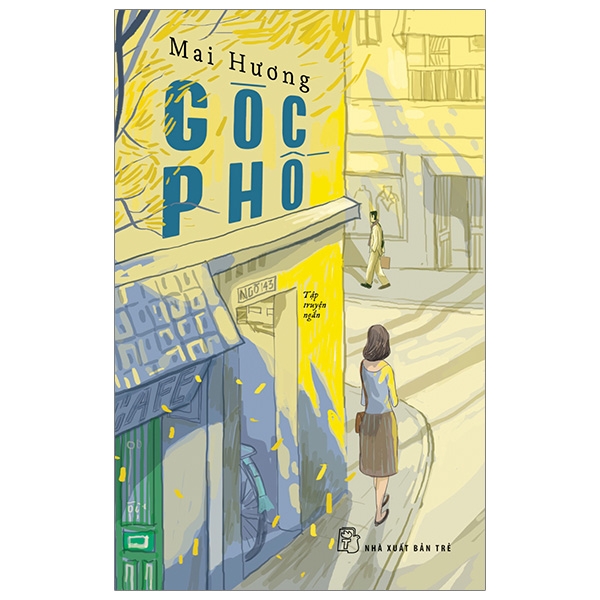 Mai Hương
GÓC
PHỐ
NGÕ 43
Tập
truyện
ngắn
CAFE
NHÀ XUẤT BẢN TRẺ